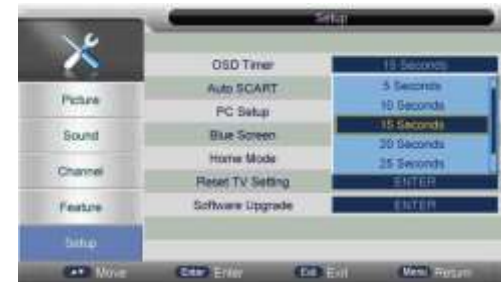 Setup
OSD Timer 15 Seconds
Auto SCART 5 Seconds
10 Seconds
Picture
PC Setup
15 Seconds
Sound
Blue Screen
20 Seconds
Channel
Home Mode 25 Seconds
Reset TV Setting ENTER
Feature
Software Upgrade ENTER
Setup
Move Enter Enter Exit Exit Menu Return